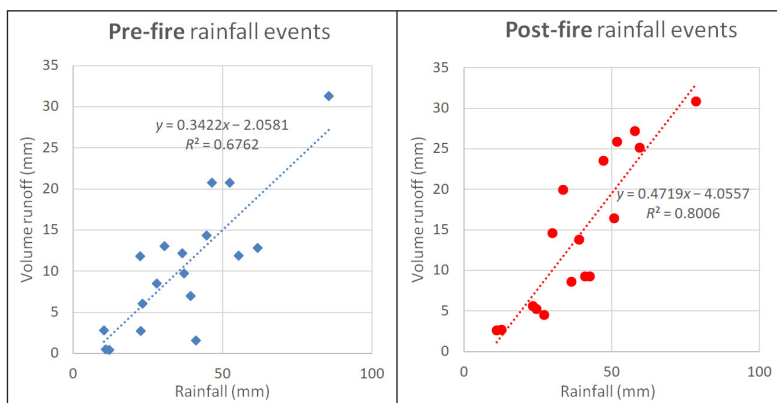 Pre-fire rainfall events
35
30
25
20
15
10
5
0
Volume runoff (mm)
y = 0.3422x − 2.0581
R² = 0.6762
0
50
100
Rainfall (mm)
Post-fire rainfall events
35
30
25
20
15
10
5
0
Volume runoff (mm)
y = 0.4719x − 4.0557
R² = 0.8006
0
50
100
Rainfall (mm)